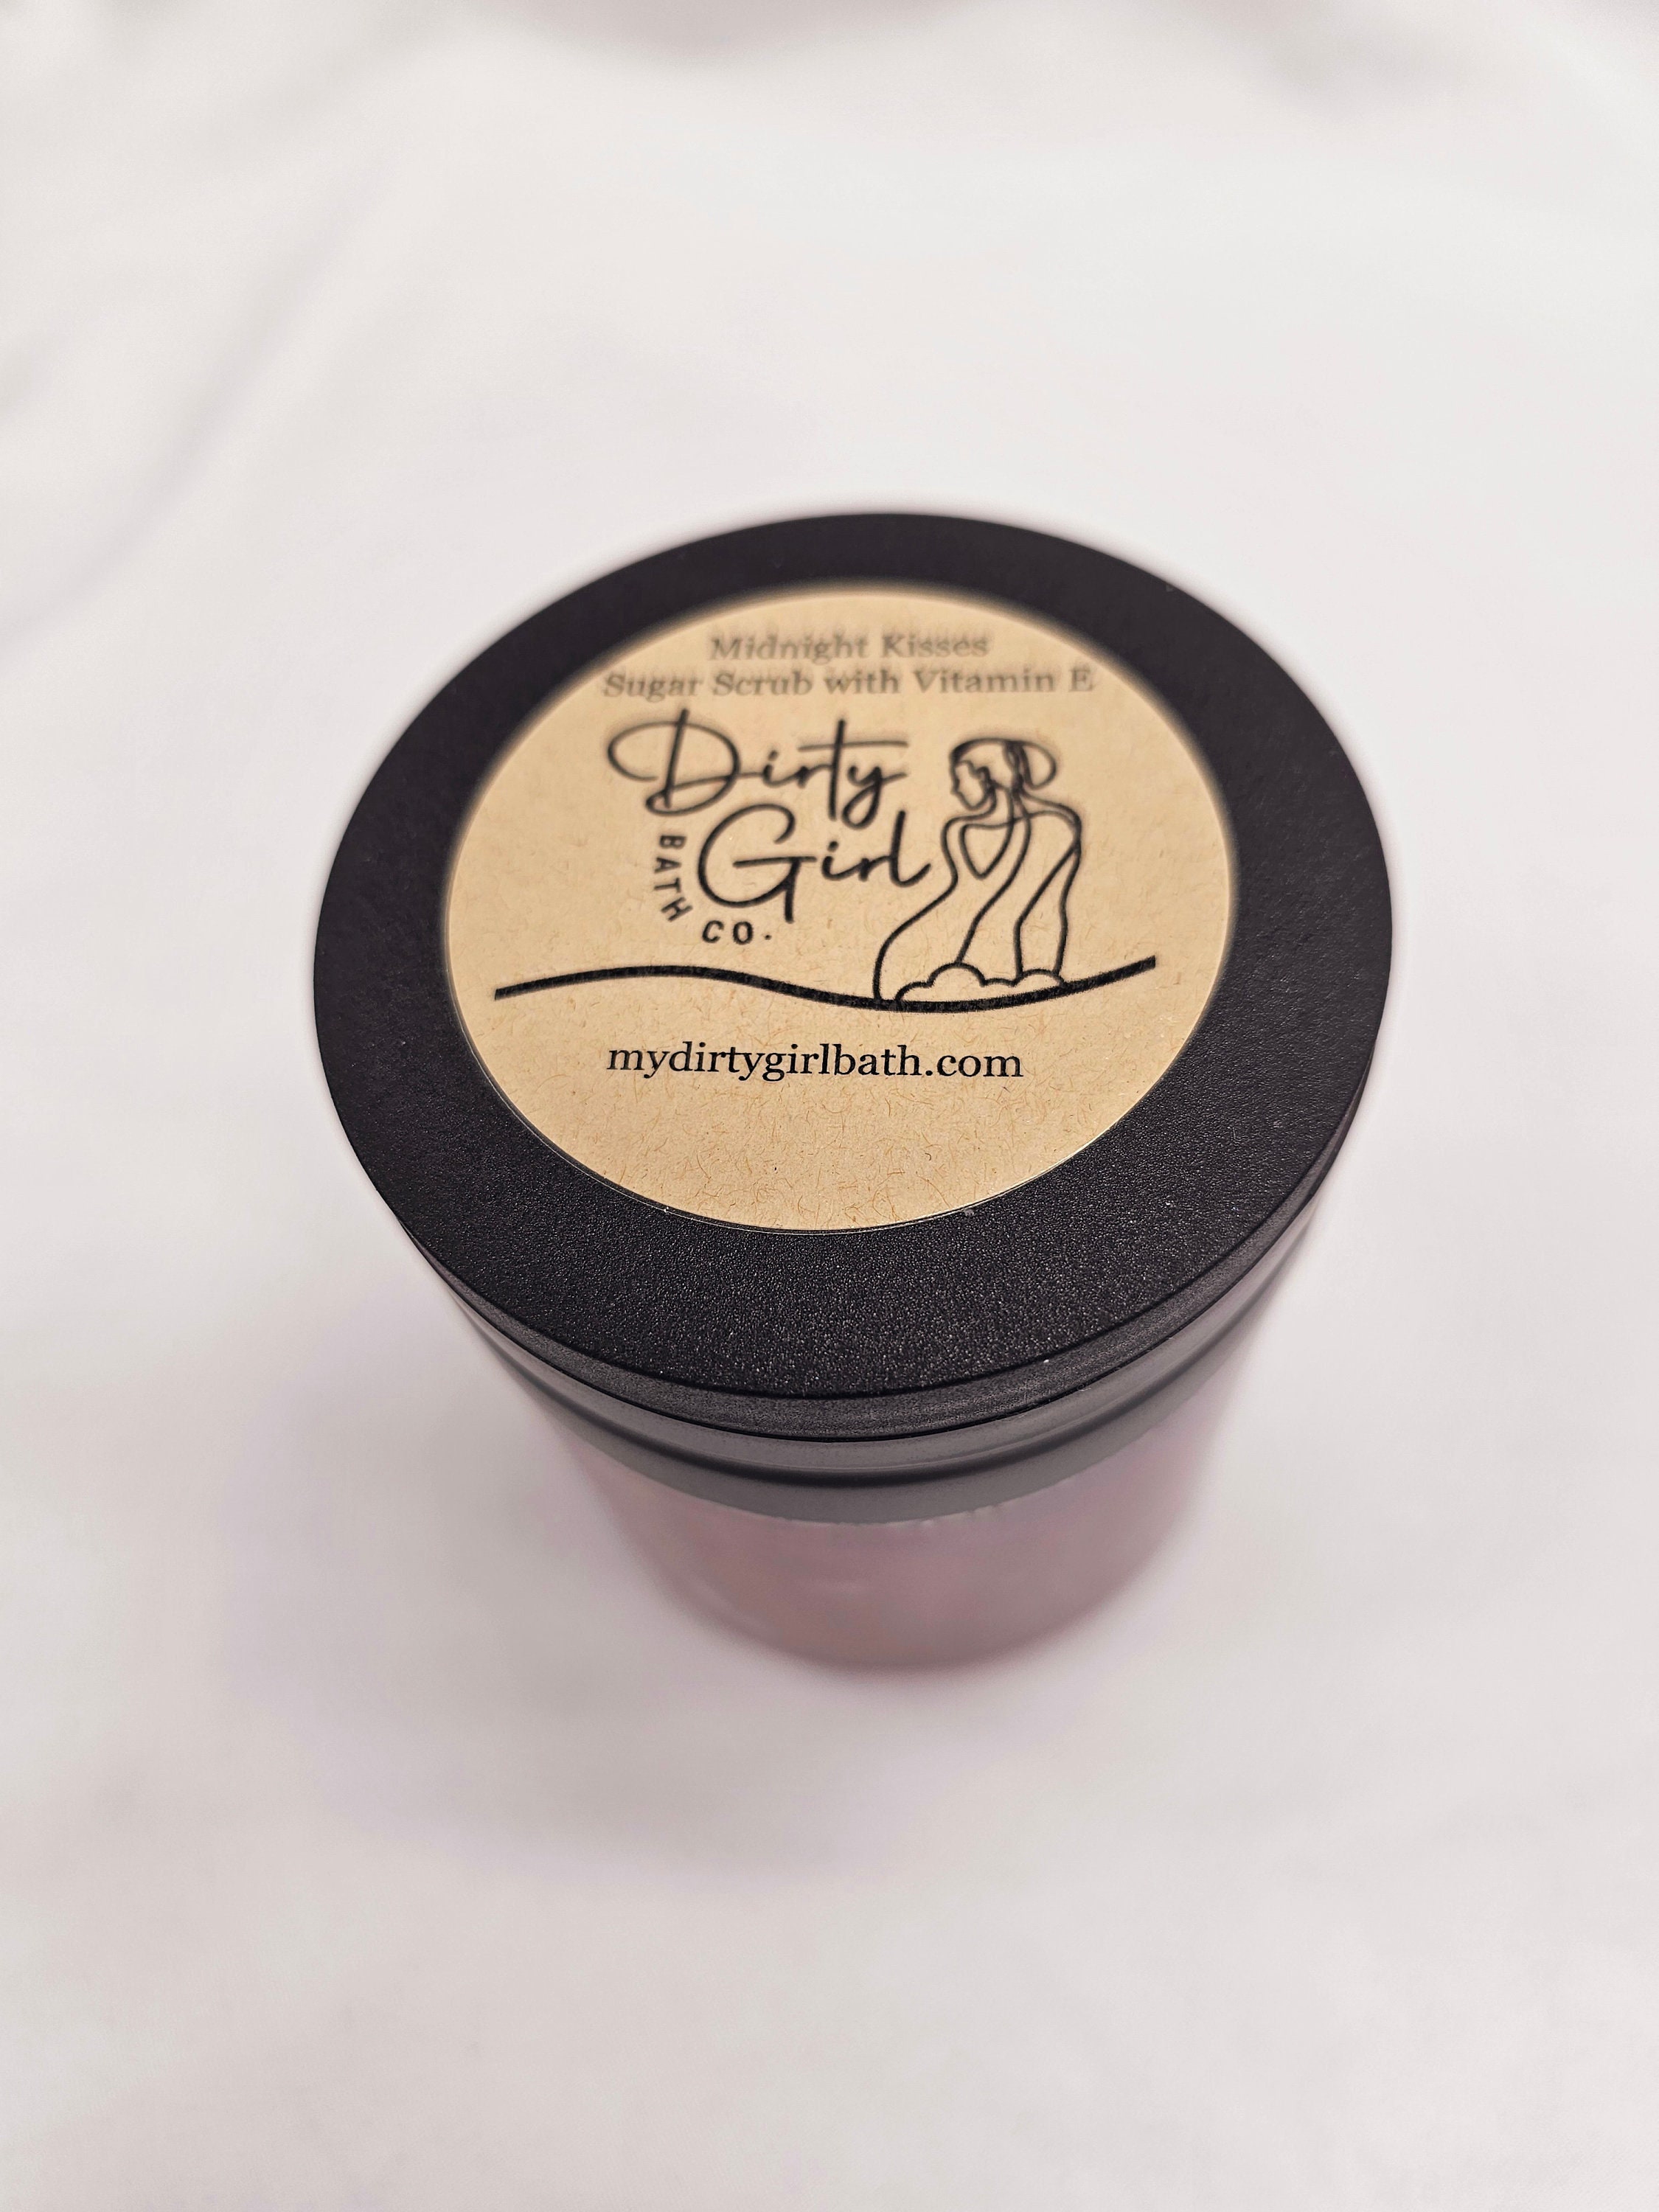 Midnight Kisses
Sugar Scrub with Vitamin E
Dirty
Girl
BATH CO.
mydirtygirlbath.com